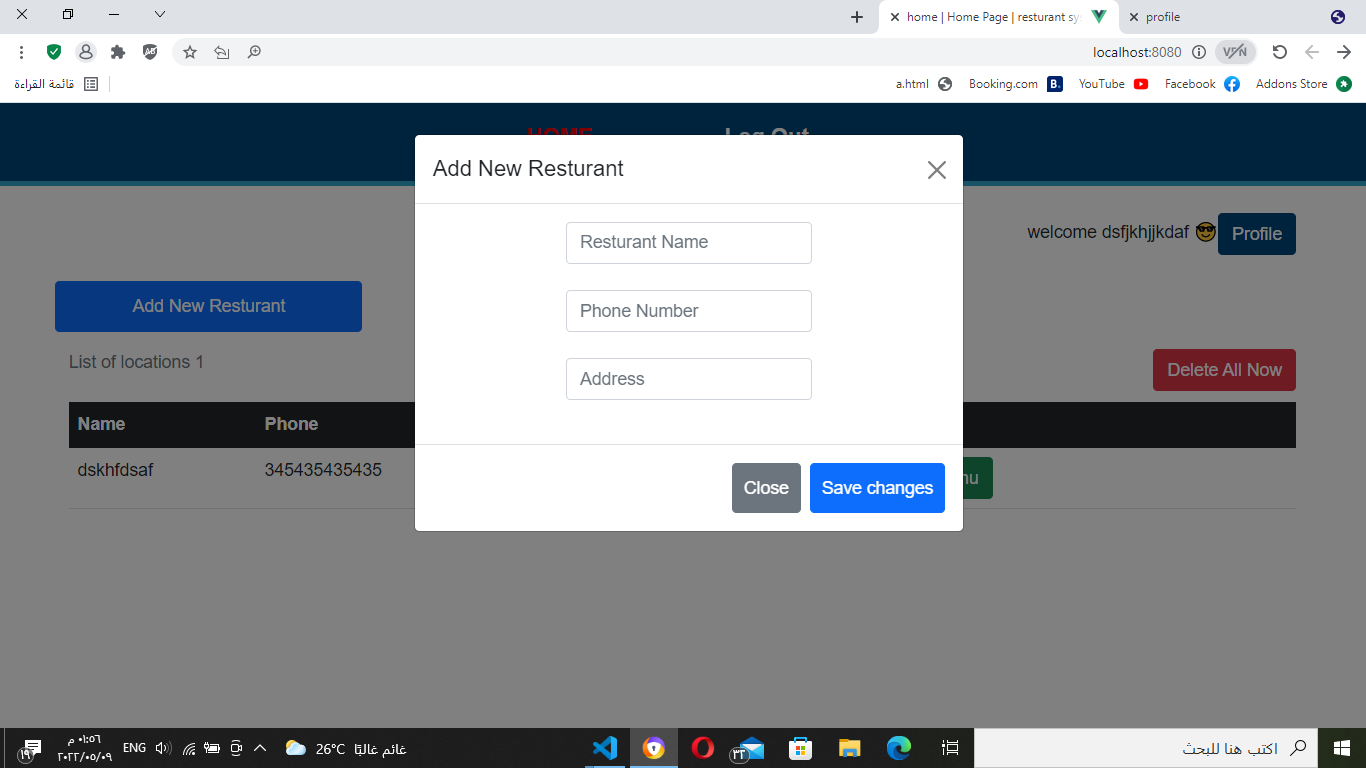 home | Home Page | resturant sy
profile
localhost:8080
VPN
قائمة القراءة
a.html
Booking.com
YouTube
Facebook
Addons Store
HOME
Log Out
Add New Resturant
Resturant Name
Phone Number
Address
Close
Save changes
welcome dsfjkhjjkdaf 😎
Profile
Add New Resturant
List of locations 1
Delete All Now
Name Phone
dskhfdsaf 345435435435
nu
ENG
٠١:٥٦ م
٢٠٢٢/٠٥/٠٩
١٩
26°C غائم غالبًا
٣٣
اكتب هنا للبحث